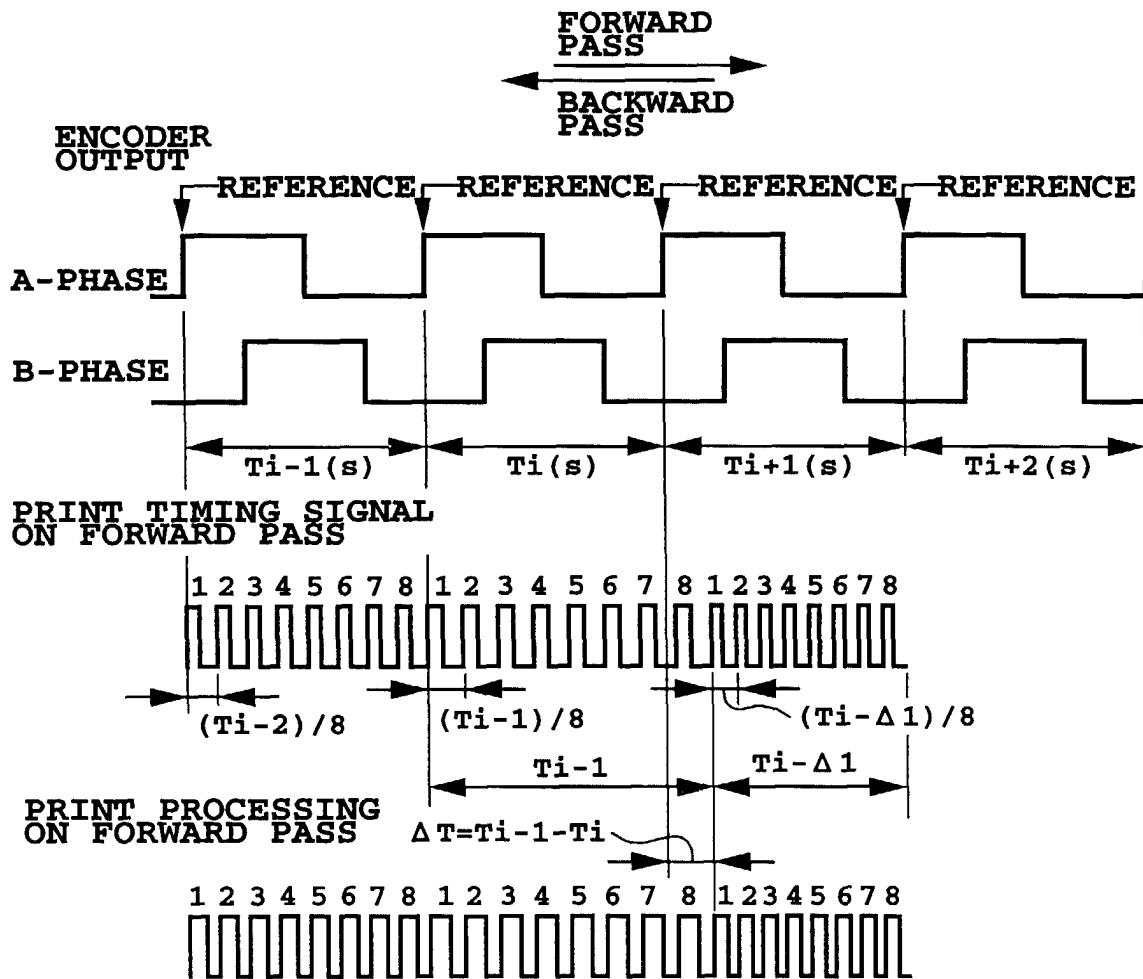 FORWARD
PASS
BACKWARD
PASS
ENCODER
OUTPUT
REFERENCE REFERENCE REFERENCE REFERENCE
A-PHASE
B-PHASE
Ti-1(s) Ti(s) Ti+1(s) Ti+2(s)
PRINT TIMING SIGNAL
ON FORWARD PASS
1 2 3 4 5 6 7 8 1 2 3 4 5 6 7 8 1 2 3 4 5 6 7 8
(Ti-2)/8 (Ti-1)/8 (Ti-Δ1)/8
Ti-1 Ti-Δ1
PRINT PROCESSING
ON FORWARD PASS
ΔT=Ti-1-Ti
1 2 3 4 5 6 7 8 1 2 3 4 5 6 7 8 1 2 3 4 5 6 7 8